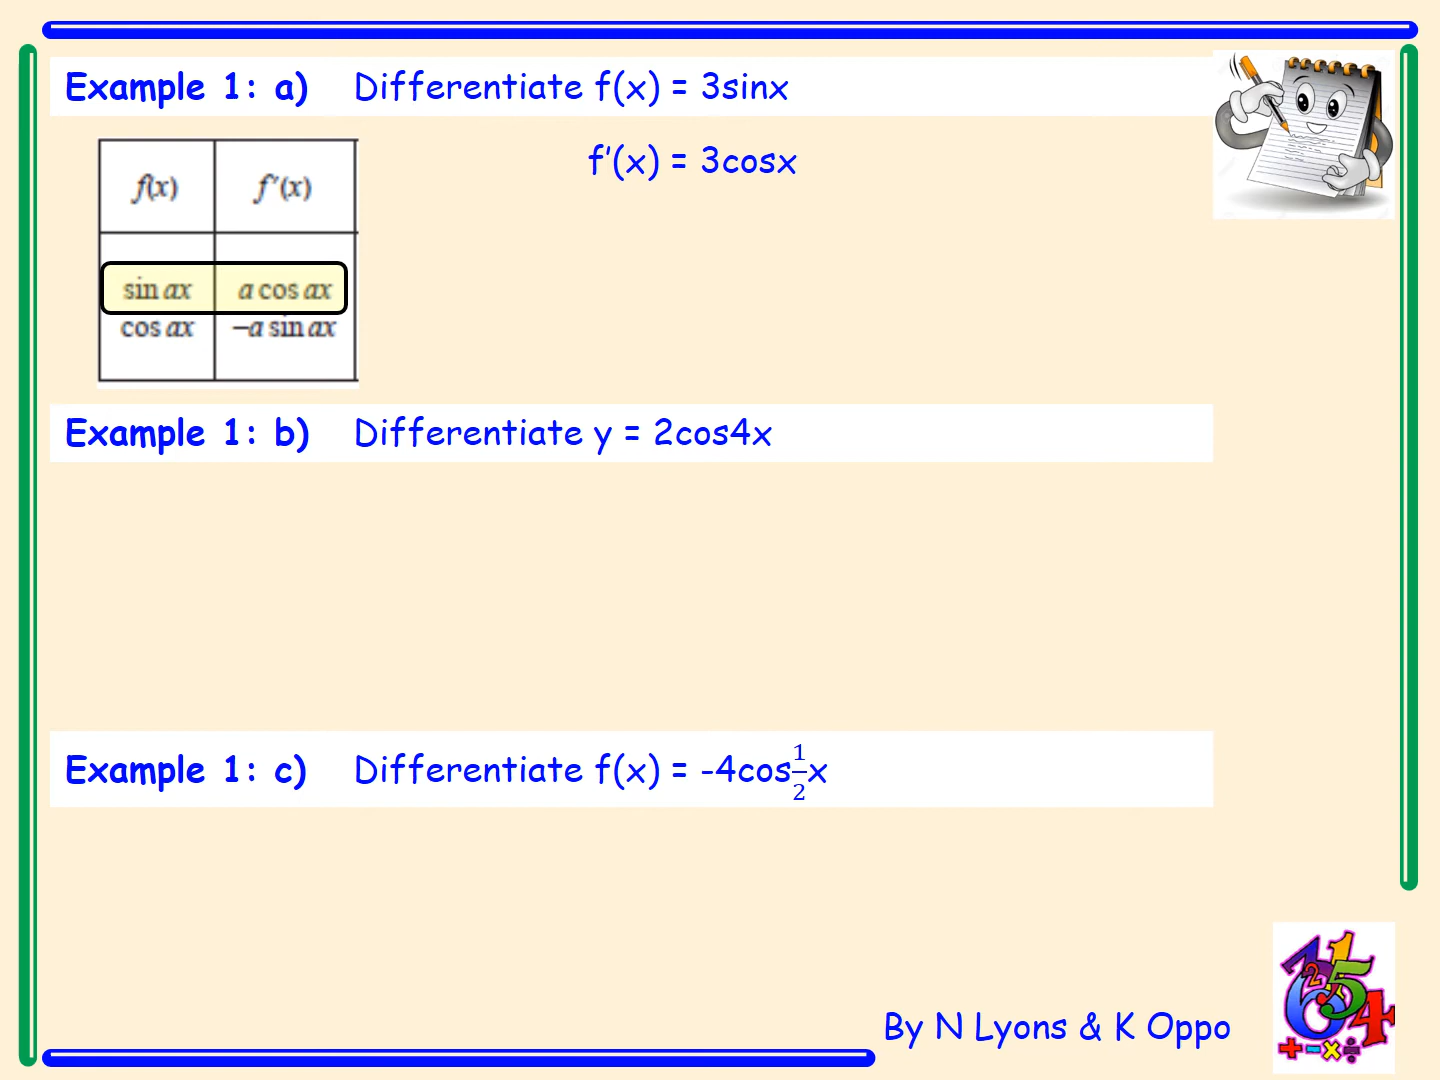 Example 1: a) Differentiate f(x) = 3sinx
f'(x) = 3cosx
f(x) f'(x)
sin ax a cos ax
cos ax –a sin ax
Example 1: b) Differentiate y = 2cos4x
Example 1: c) Differentiate f(x) = -4cos½x
By N Lyons & K Oppo